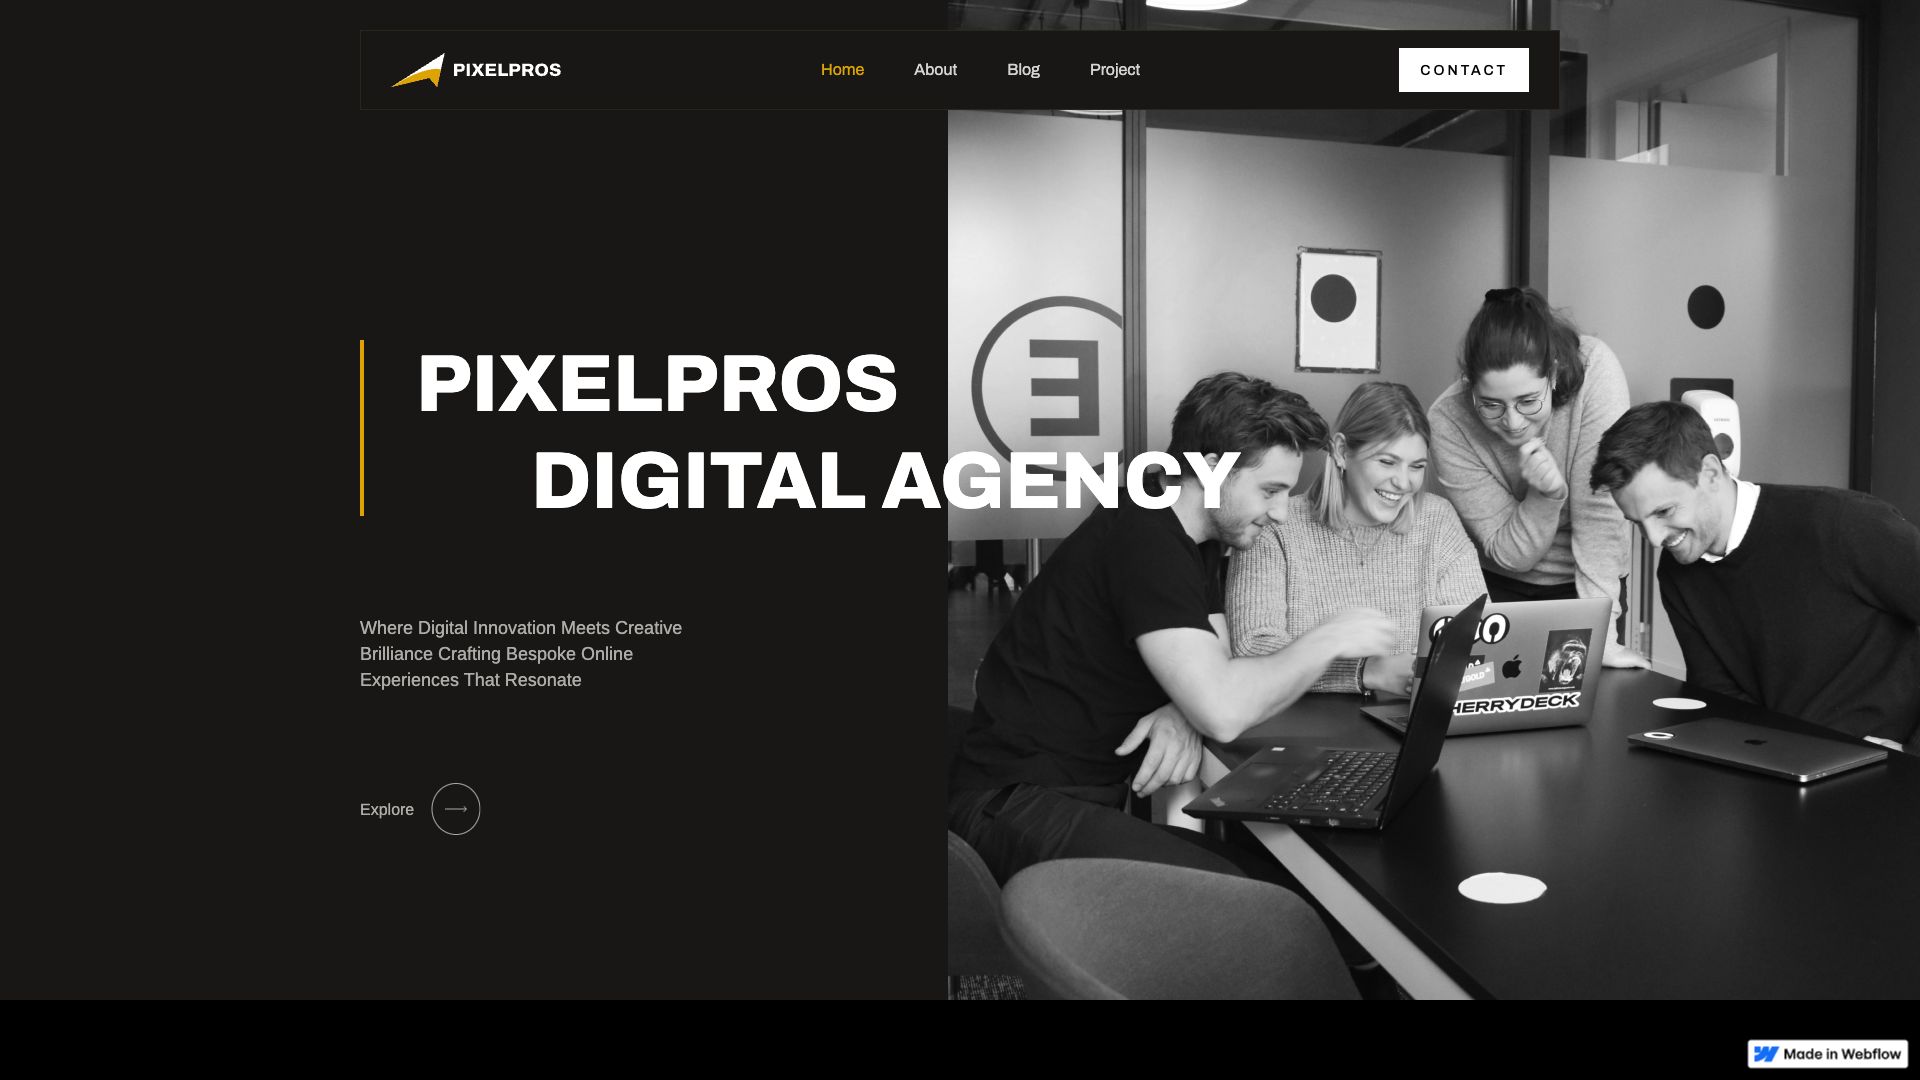 PIXELPROS
Home
About
Blog
Project
CONTACT
PIXELPROS
DIGITAL AGENCY
Where Digital Innovation Meets Creative
Brilliance Crafting Bespoke Online
Experiences That Resonate
Explore
HERRYDECK
Made in Webflow